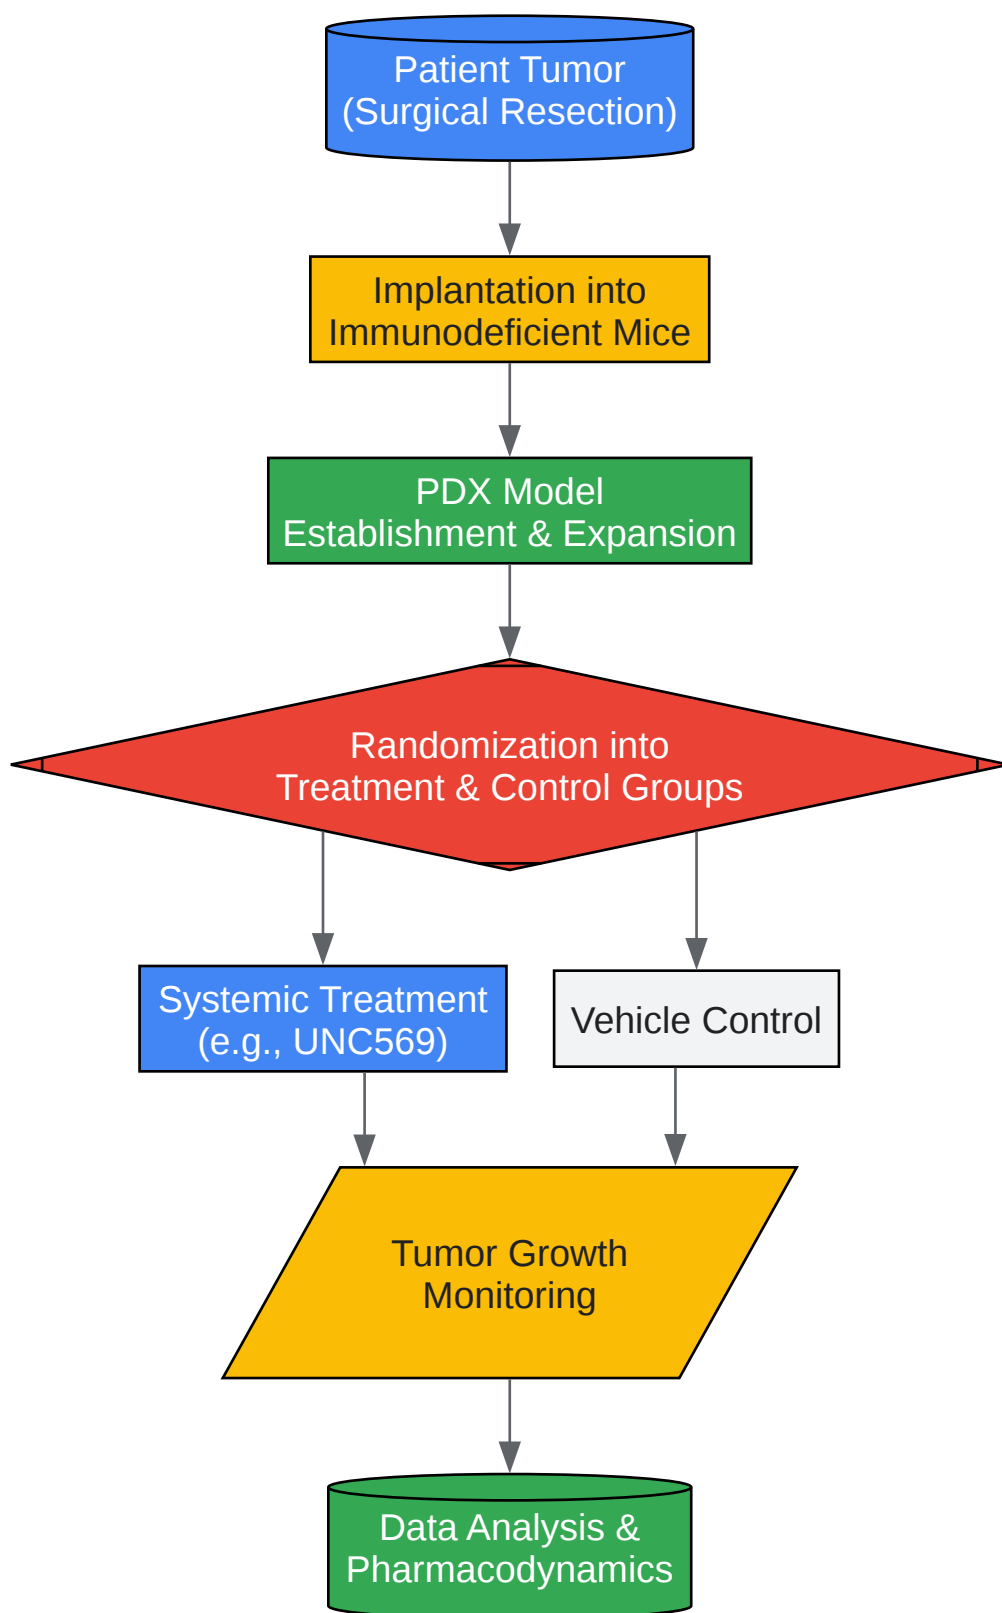 Patient Tumor
(Surgical Resection)
Implantation into
Immunodeficient Mice
PDX Model
Establishment & Expansion
Randomization into
Treatment & Control Groups
Systemic Treatment
(e.g., UNC569)
Vehicle Control
Tumor Growth
Monitoring
Data Analysis &
Pharmacodynamics